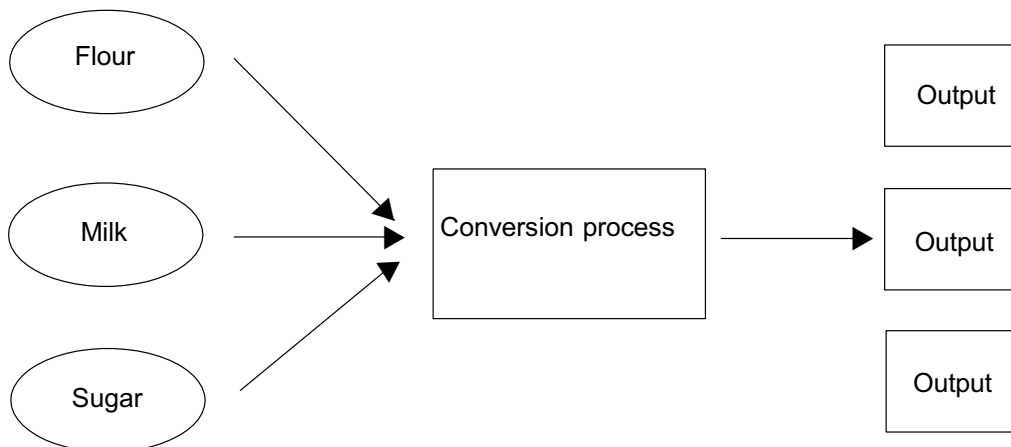 Flour
Output
Milk
Conversion process
Output
Sugar
Output